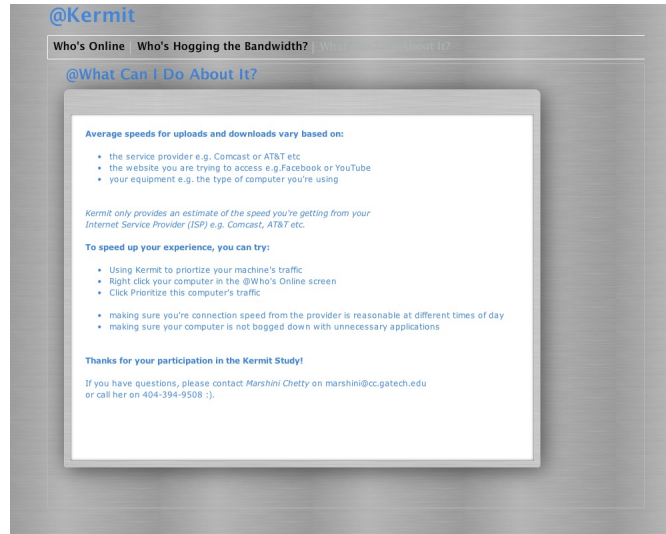 @Kermit
Who's Online | Who's Hogging the Bandwidth? | What Can I Do About It?
@What Can I Do About It?
Average speeds for uploads and downloads vary based on:
• the service provider e.g. Comcast or AT&T etc
• the website you are trying to access e.g.Facebook or YouTube
• your equipment e.g. the type of computer you're using
Kermit only provides an estimate of the speed you're getting from your
Internet Service Provider (ISP) e.g. Comcast, AT&T etc.
To speed up your experience, you can try:
• Using Kermit to priortize your machine's traffic
• Right click your computer in the @Who's Online screen
• Click Prioritize this computer's traffic
• making sure you're connection speed from the provider is reasonable at different times of day
• making sure your computer is not bogged down with unnecessary applications
Thanks for your participation in the Kermit Study!
If you have questions, please contact Marshini Chetty on marshini@cc.gatech.edu
or call her on 404-394-9508 :).